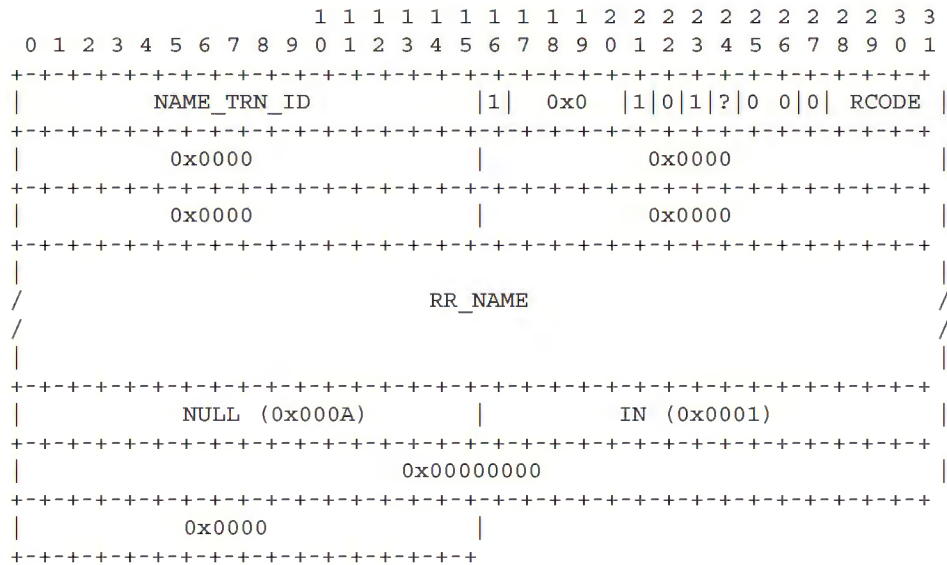 1 1 1 1 1 1 1 1 1 1 2 2 2 2 2 2 2 2 2 2 3 3
 0 1 2 3 4 5 6 7 8 9 0 1 2 3 4 5 6 7 8 9 0 1 2 3 4 5 6 7 8 9 0 1
+-+-+-+-+-+-+-+-+-+-+-+-+-+-+-+-+-+-+-+-+-+-+-+-+-+-+-+-+-+-+-+-+
|         NAME_TRN_ID           |1|  0x0  |1|0|1|?|0 0|0| RCODE |
+-+-+-+-+-+-+-+-+-+-+-+-+-+-+-+-+-+-+-+-+-+-+-+-+-+-+-+-+-+-+-+-+
|          0x0000               |           0x0000              |
+-+-+-+-+-+-+-+-+-+-+-+-+-+-+-+-+-+-+-+-+-+-+-+-+-+-+-+-+-+-+-+-+
|          0x0000               |           0x0000              |
+-+-+-+-+-+-+-+-+-+-+-+-+-+-+-+-+-+-+-+-+-+-+-+-+-+-+-+-+-+-+-+-+
|                                                               |
/                            RR_NAME                            /
/                                                               /
|                                                               |
+-+-+-+-+-+-+-+-+-+-+-+-+-+-+-+-+-+-+-+-+-+-+-+-+-+-+-+-+-+-+-+-+
|           NULL (0x000A)       |         IN (0x0001)           |
+-+-+-+-+-+-+-+-+-+-+-+-+-+-+-+-+-+-+-+-+-+-+-+-+-+-+-+-+-+-+-+-+
|                          0x00000000                           |
+-+-+-+-+-+-+-+-+-+-+-+-+-+-+-+-+-+-+-+-+-+-+-+-+-+-+-+-+-+-+-+-+
|           0x0000              |
+-+-+-+-+-+-+-+-+-+-+-+-+-+-+-+-+